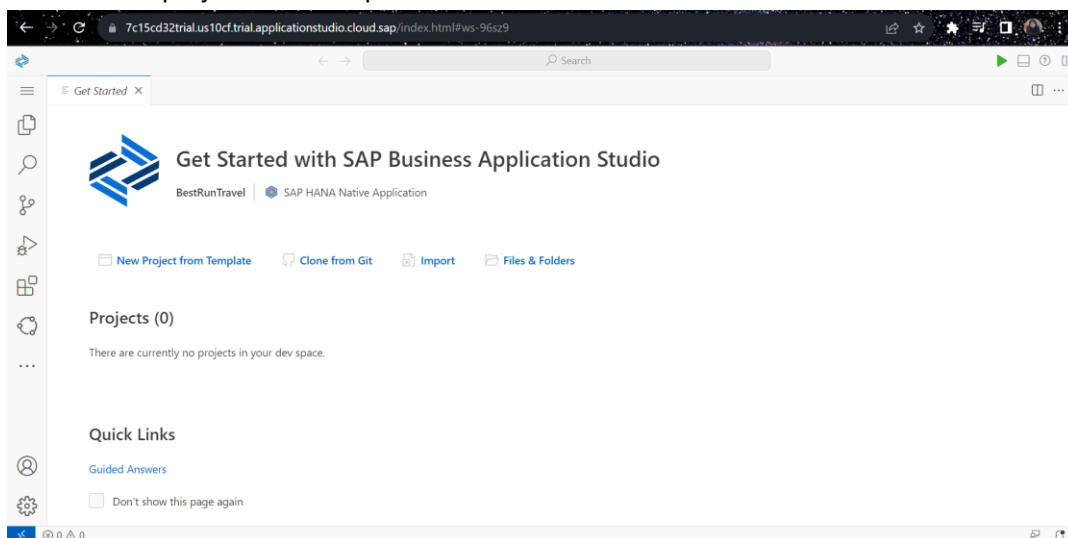 7c15cd32trial.us10cf.trial.applicationstudio.cloud.sap/index.html#ws-96sz9
Search
Get Started
Get Started with SAP Business Application Studio
BestRunTravel SAP HANA Native Application
New Project from Template Clone from Git Import Files & Folders
Projects (0)
There are currently no projects in your dev space.
Quick Links
Guided Answers
Don't show this page again
0 0